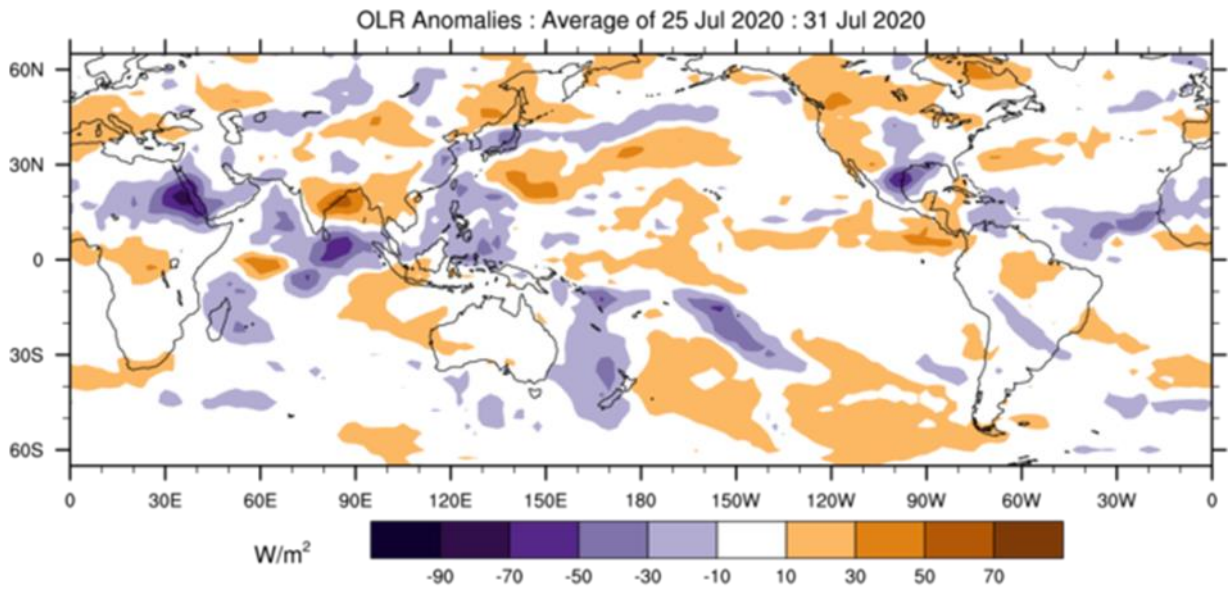 OLR Anomalies : Average of 25 Jul 2020 : 31 Jul 2020
60N
30N
0
30S
60S
0 30E 60E 90E 120E 150E 180 150W 120W 90W 60W 30W 0
W/m²
-90 -70 -50 -30 -10 10 30 50 70